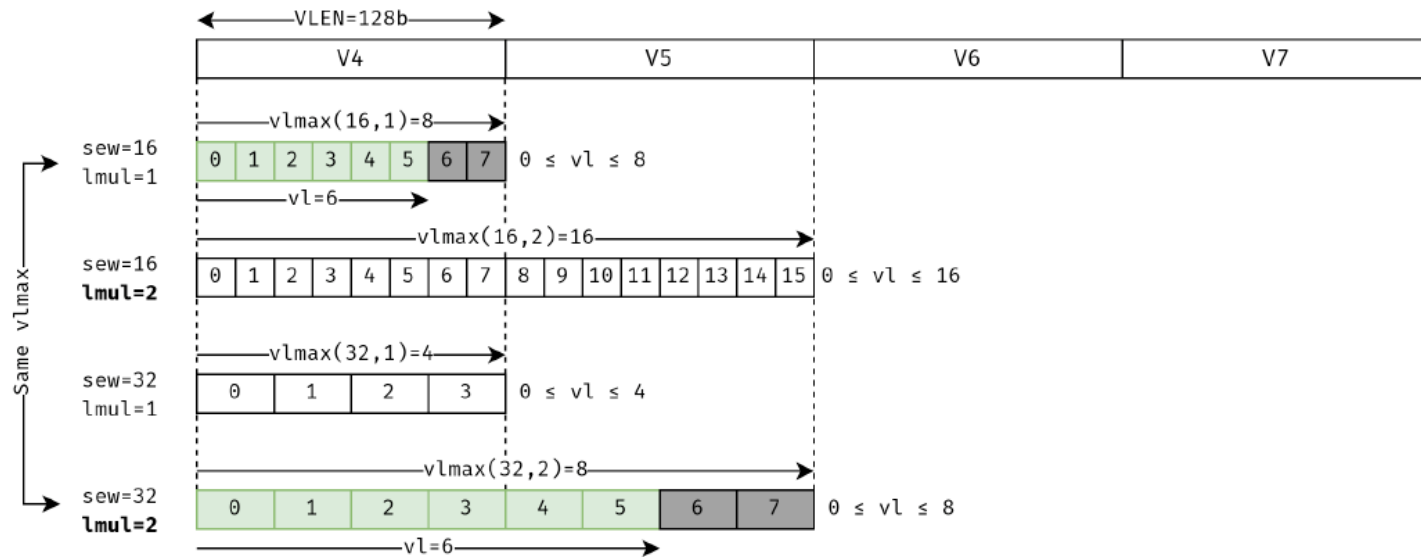 VLEN=128b
V4 V5 V6 V7
vlmax(16,1)=8
sew=16
lmul=1
0 1 2 3 4 5 6 7
0 ≤ vl ≤ 8
vl=6
vlmax(16,2)=16
sew=16
lmul=2
0 1 2 3 4 5 6 7 8 9 10 11 12 13 14 15
0 ≤ vl ≤ 16
Same vlmax
vlmax(32,1)=4
sew=32
lmul=1
0 1 2 3
0 ≤ vl ≤ 4
vlmax(32,2)=8
sew=32
lmul=2
0 1 2 3 4 5 6 7
0 ≤ vl ≤ 8
vl=6